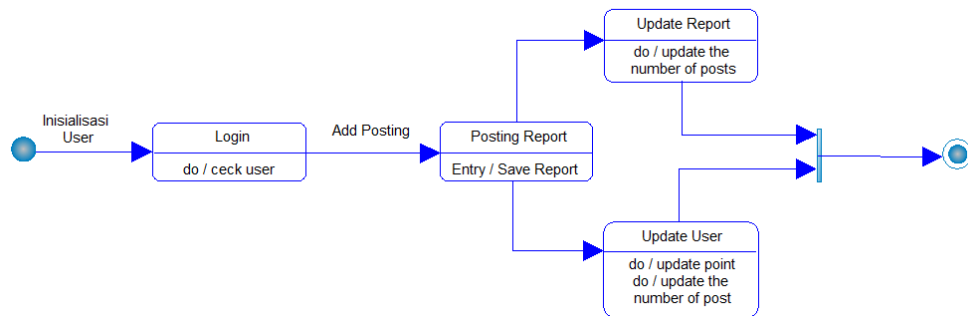 Inisialisasi
User
Login
do / ceck user
Add Posting
Posting Report
Entry / Save Report
Update Report
do / update the
number of posts
Update User
do / update point
do / update the
number of post